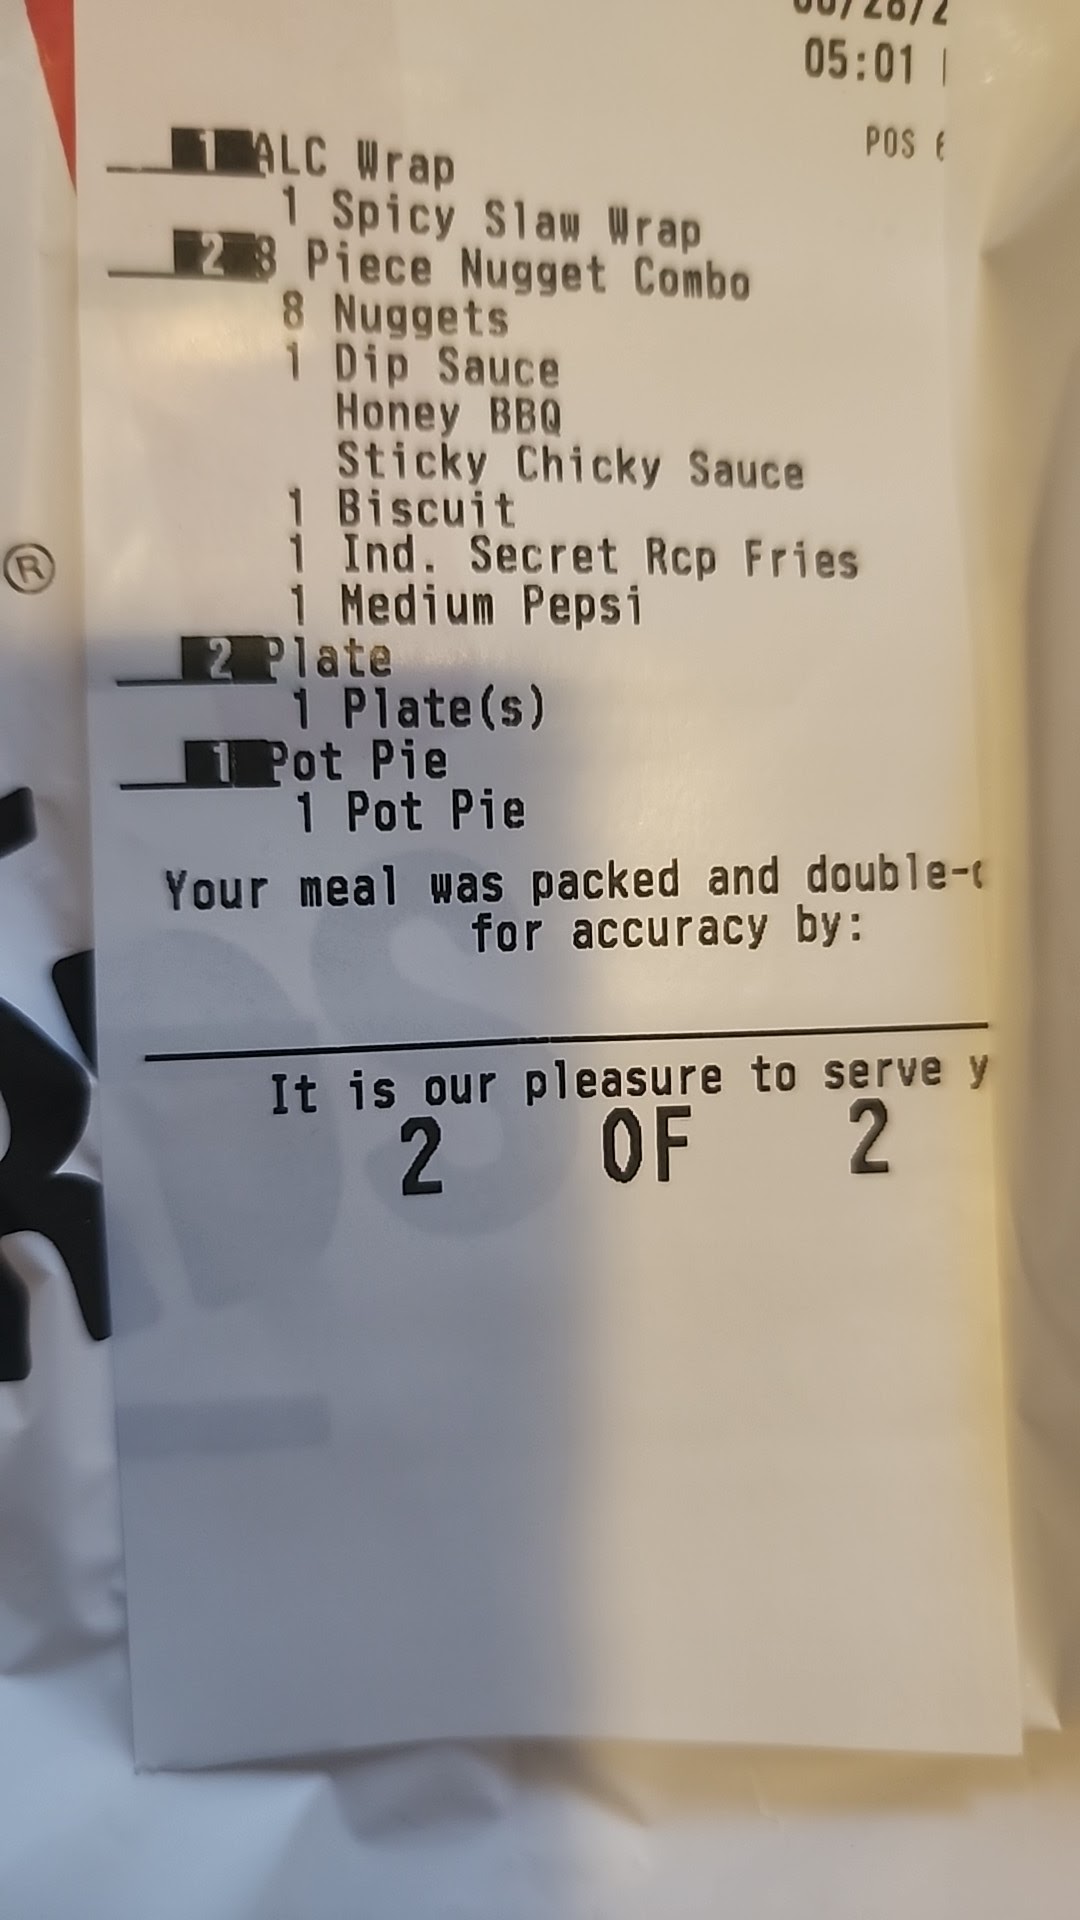 05:01
POS
1 ALC Wrap
1 Spicy Slaw Wrap
2 8 Piece Nugget Combo
8 Nuggets
1 Dip Sauce
Honey BBQ
Sticky Chicky Sauce
1 Biscuit
1 Ind. Secret Rcp Fries
1 Medium Pepsi
2 Plate
1 Plate(s)
1 Pot Pie
1 Pot Pie
Your meal was packed and double-
for accuracy by:
It is our pleasure to serve
2 OF 2
®